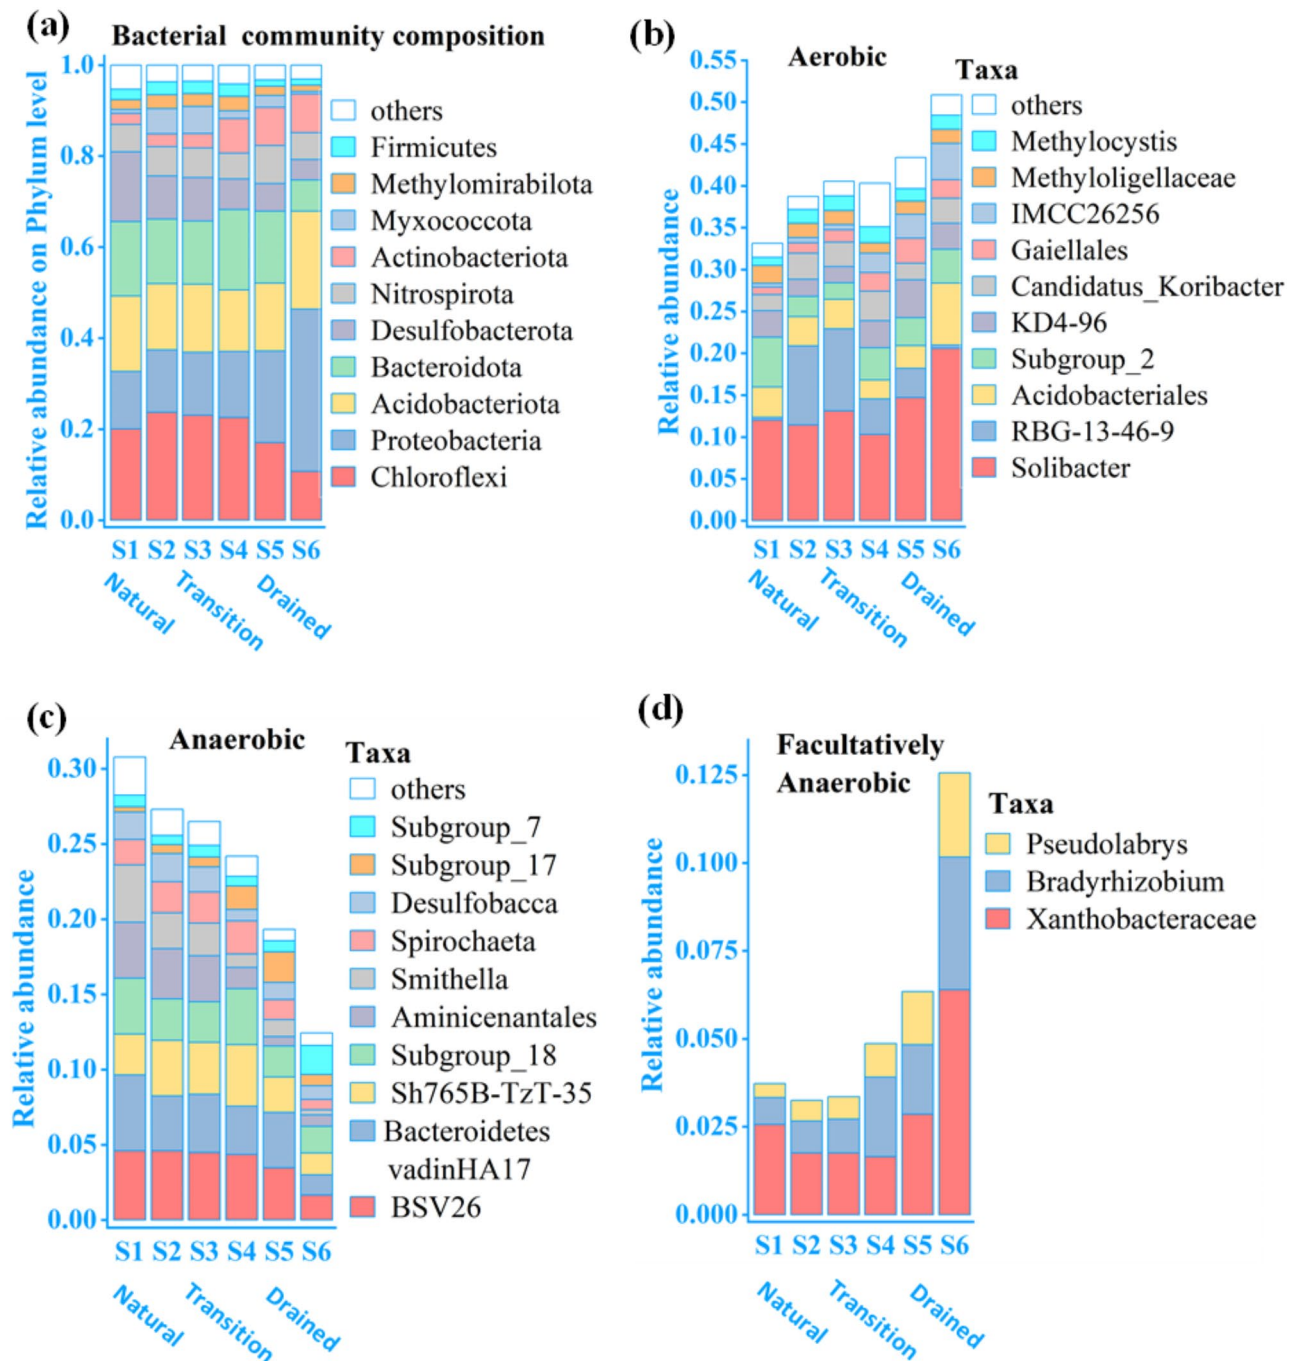 (a)
Bacterial community composition
Relative abundance on Phylum level
1.0
0.8
0.6
0.4
0.2
0.0
S1 S2 S3 S4 S5 S6
Natural
Transition
Drained
others
Firmicutes
Methylomirabilota
Myxococcota
Actinobacteriota
Nitrospirota
Desulfobacterota
Bacteroidota
Acidobacteriota
Proteobacteria
Chloroflexi
(b)
Aerobic
Relative abundance
0.55
0.50
0.45
0.40
0.35
0.30
0.25
0.20
0.15
0.10
0.05
0.00
S1 S2 S3 S4 S5 S6
Natural
Transition
Drained
Taxa
others
Methylocystis
Methyloligellaceae
IMCC26256
Gaiellales
Candidatus_Koribacter
KD4-96
Subgroup_2
Acidobacteriales
RBG-13-46-9
Solibacter
(c)
Anaerobic
Relative abundance
0.30
0.25
0.20
0.15
0.10
0.05
0.00
S1 S2 S3 S4 S5 S6
Natural
Transition
Drained
Taxa
others
Subgroup_7
Subgroup_17
Desulfobacca
Spirochaeta
Smithella
Aminicenantales
Subgroup_18
Sh765B-TzT-35
Bacteroidetes
vadinHA17
BSV26
(d)
Facultatively
Anaerobic
Relative abundance
0.125
0.100
0.075
0.050
0.025
0.000
S1 S2 S3 S4 S5 S6
Natural
Transition
Drained
Taxa
Pseudolabrys
Bradyrhizobium
Xanthobacteraceae